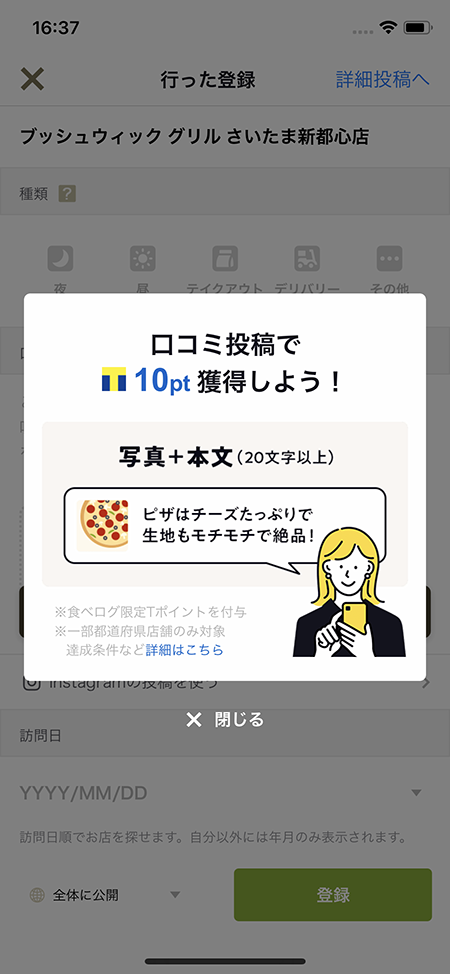 16:37
行った登録
詳細投稿へ
ブッシュウィック グリル さいたま新都心店
種類 ?
夜 昼 テイクアウト デリバリー その他
口コミ投稿で
10pt 獲得しよう！
写真＋本文（20文字以上）
ピザはチーズたっぷりで
生地もモチモチで絶品！
※食べログ限定Tポイントを付与
※一部都道府県店舗のみ対象
達成条件など詳細はこちら
Instagramの投稿を使う
× 閉じる
訪問日
YYYY/MM/DD
訪問日順でお店を探せます。自分以外には年月のみ表示されます。
全体に公開
登録